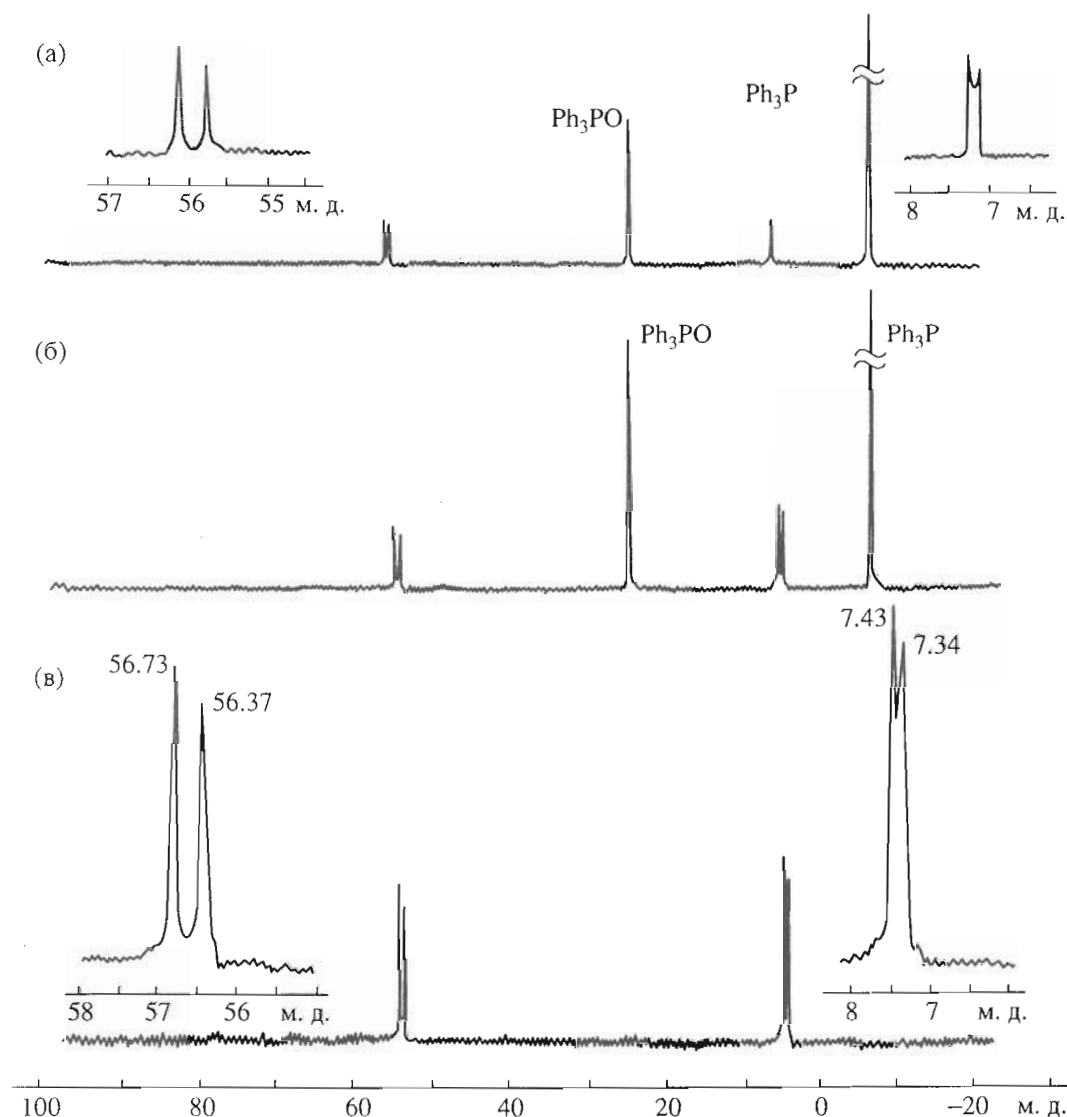 (а)
57 56 55 м. д.
Ph₃PO
Ph₃P
8 7 м. д.
(б)
Ph₃PO
Ph₃P
(в)
56.73
56.37
58 57 56 м. д.
7.43
7.34
8 7 м. д.
100 80 60 40 20 0 −20 м. д.